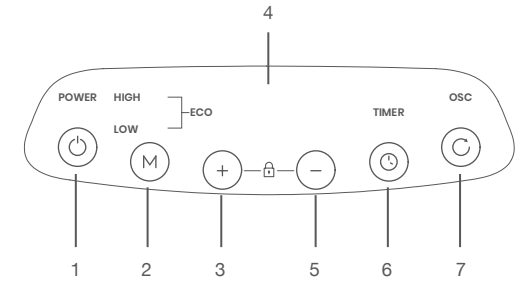 4
POWER HIGH ECO OSC
LOW TIMER
M + −
1 2 3 5 6 7